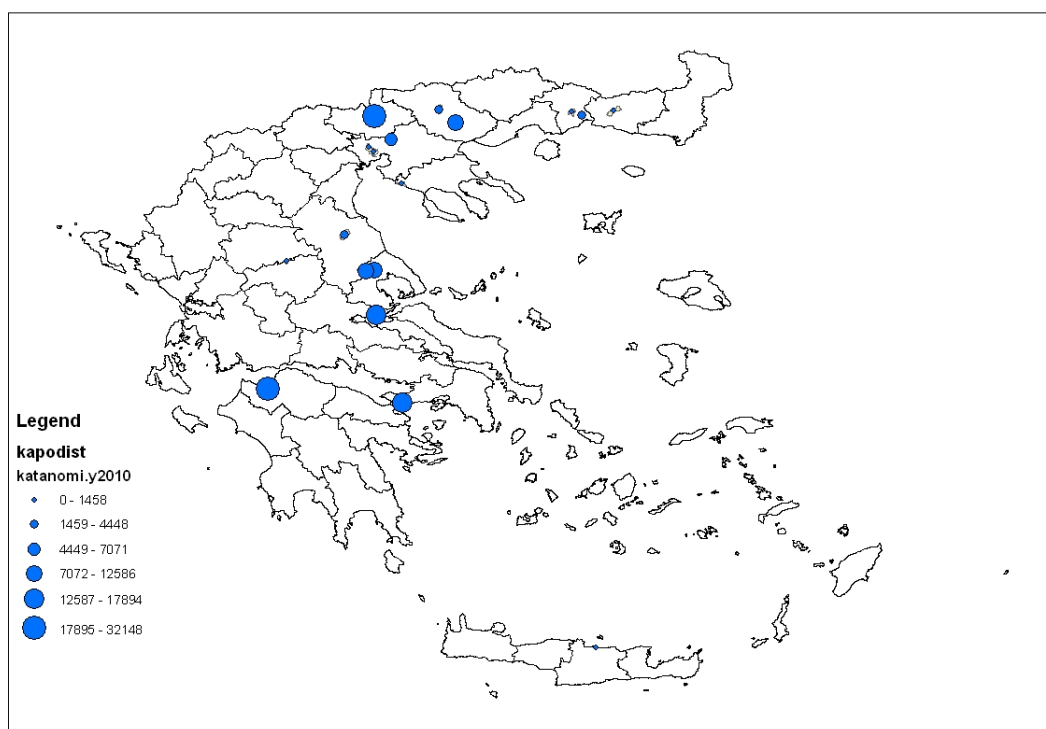 Legend
kapodist
katanomi.y2010
0 - 1458
1459 - 4448
4449 - 7071
7072 - 12586
12587 - 17894
17895 - 32148